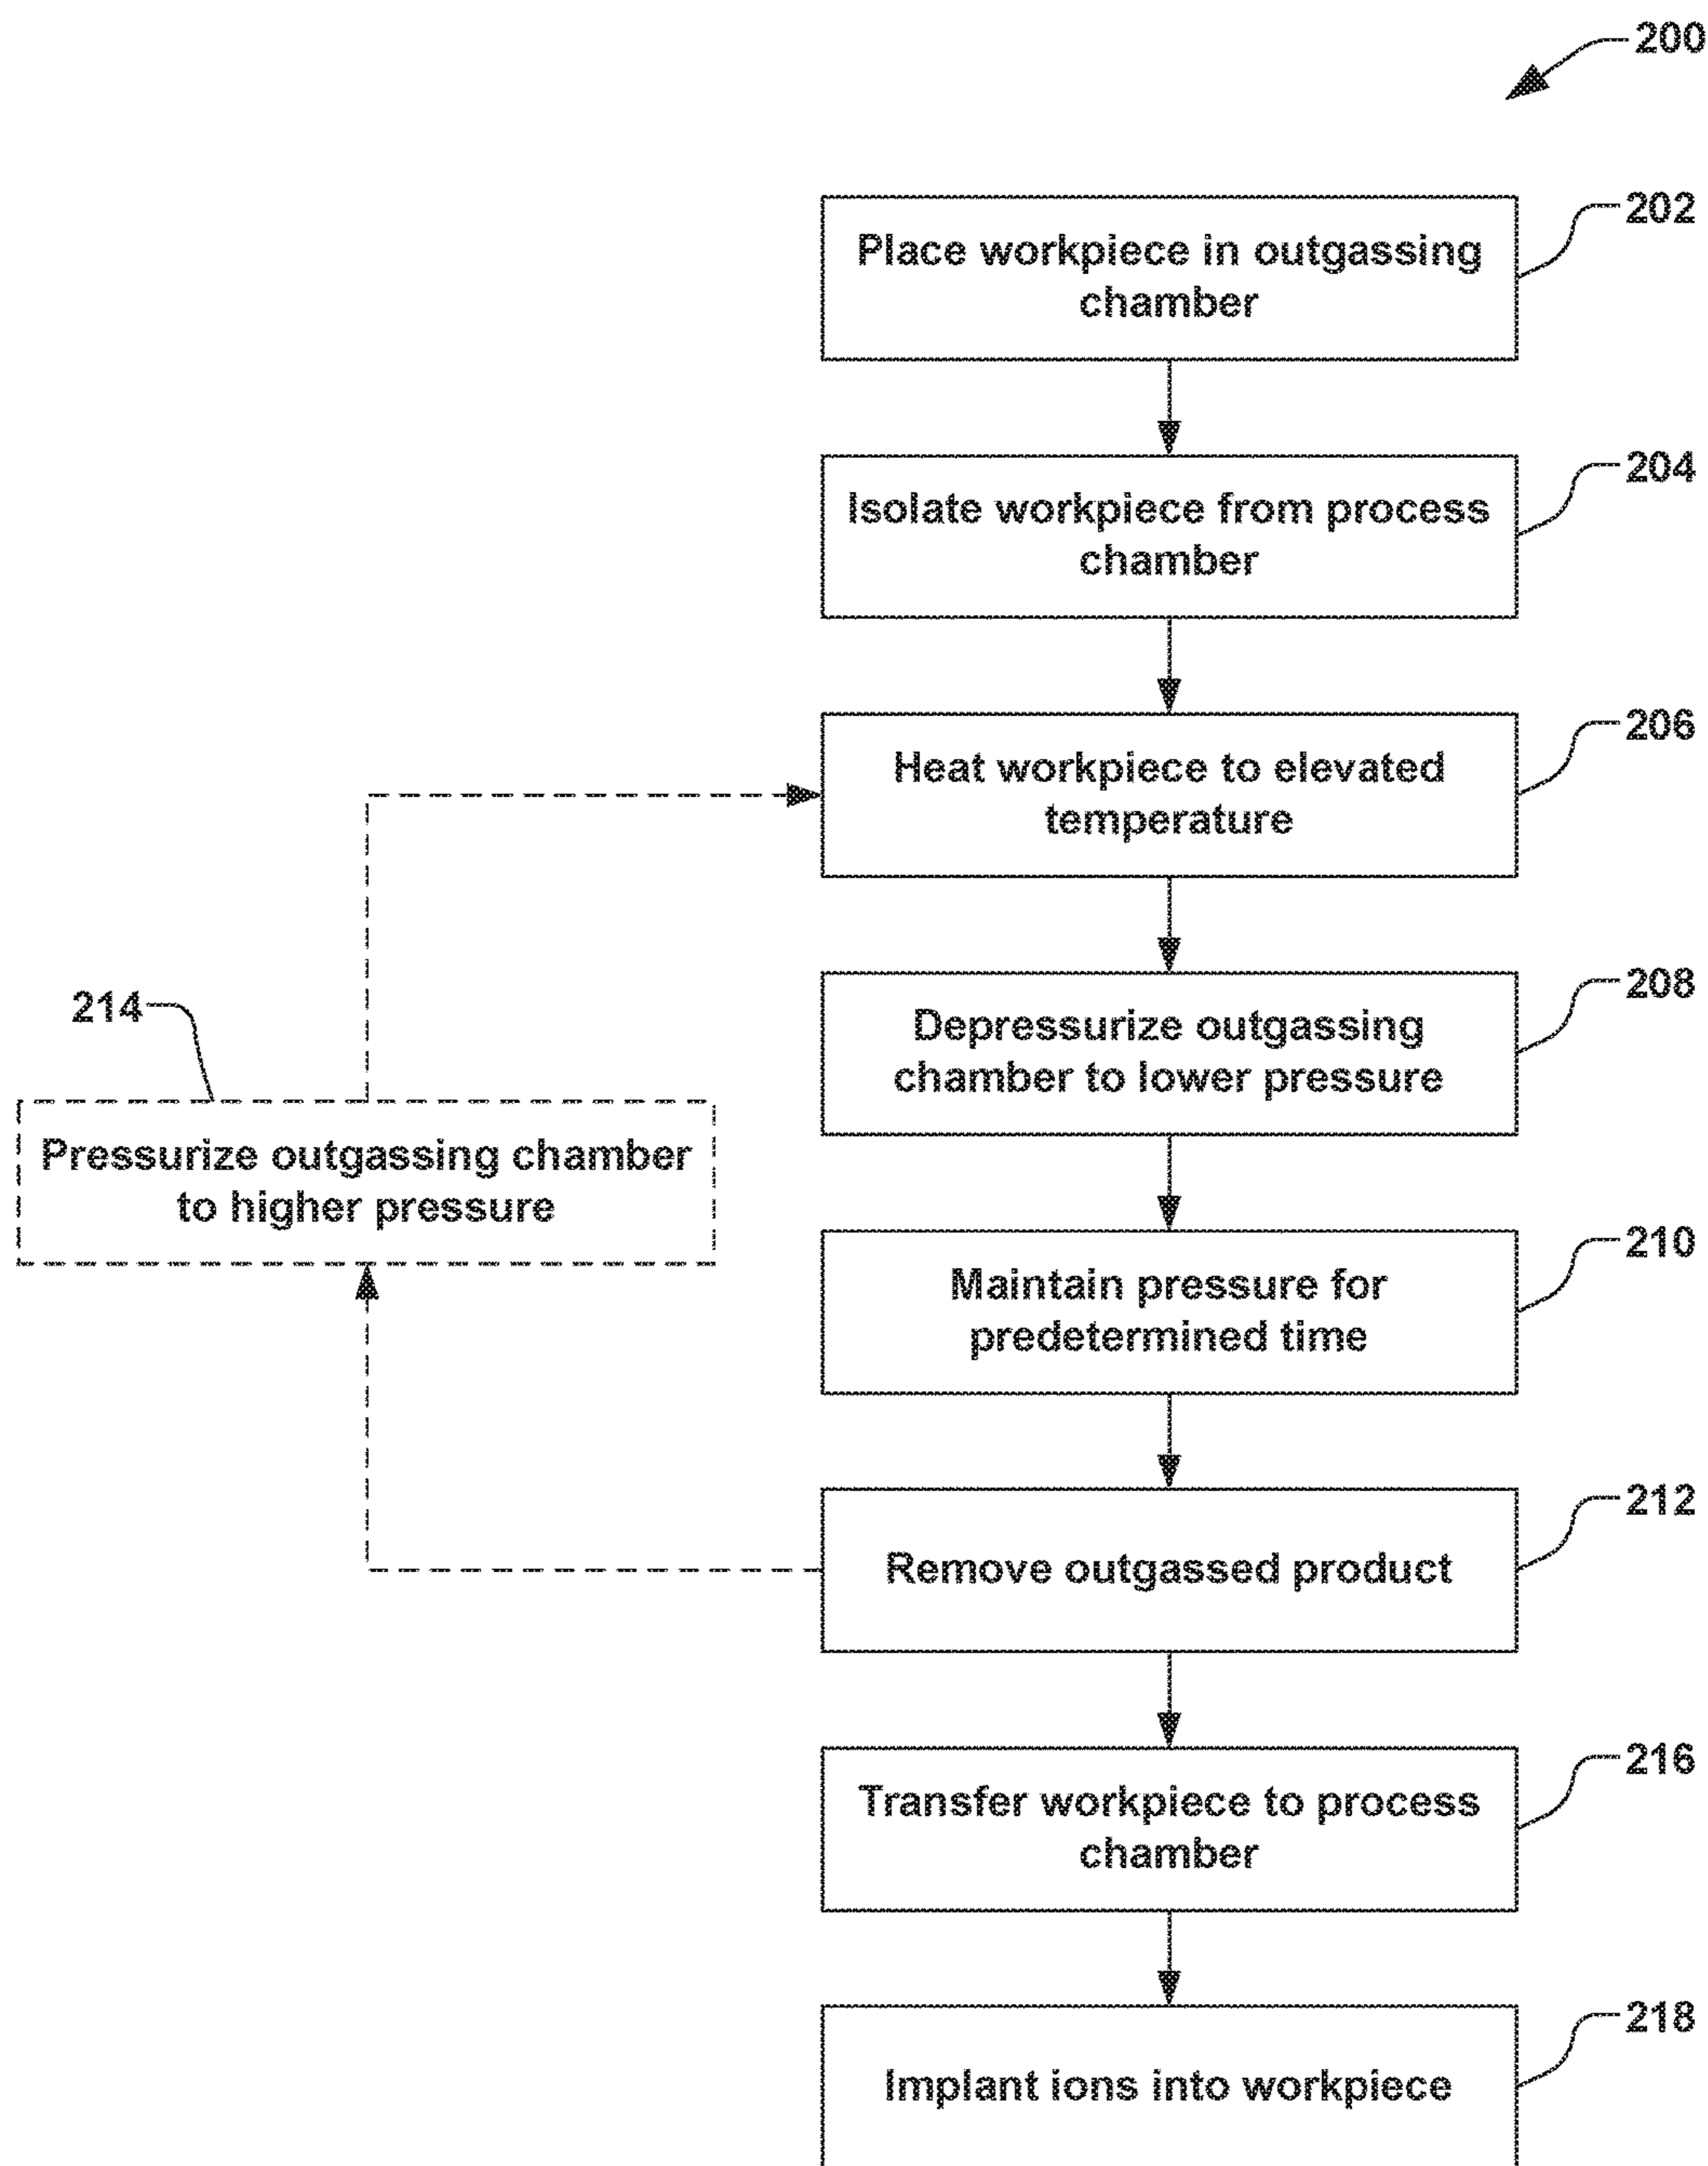 200
202
Place workpiece in outgassing
chamber
204
Isolate workpiece from process
chamber
206
Heat workpiece to elevated
temperature
208
Depressurize outgassing
chamber to lower pressure
214
Pressurize outgassing chamber
to higher pressure
210
Maintain pressure for
predetermined time
212
Remove outgassed product
216
Transfer workpiece to process
chamber
218
Implant ions into workpiece